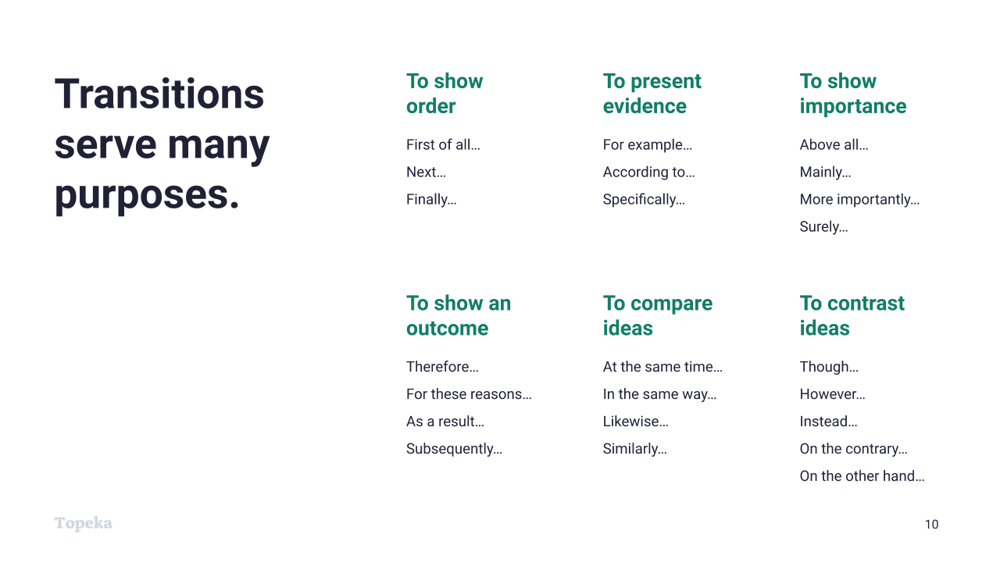 Transitions
serve many
purposes.
To show
order
First of all…
Next…
Finally…
To present
evidence
For example…
According to…
Specifically…
To show
importance
Above all…
Mainly…
More importantly…
Surely…
To show an
outcome
Therefore…
For these reasons…
As a result…
Subsequently…
To compare
ideas
At the same time…
In the same way…
Likewise…
Similarly…
To contrast
ideas
Though…
However…
Instead…
On the contrary…
On the other hand…
Topeka
10